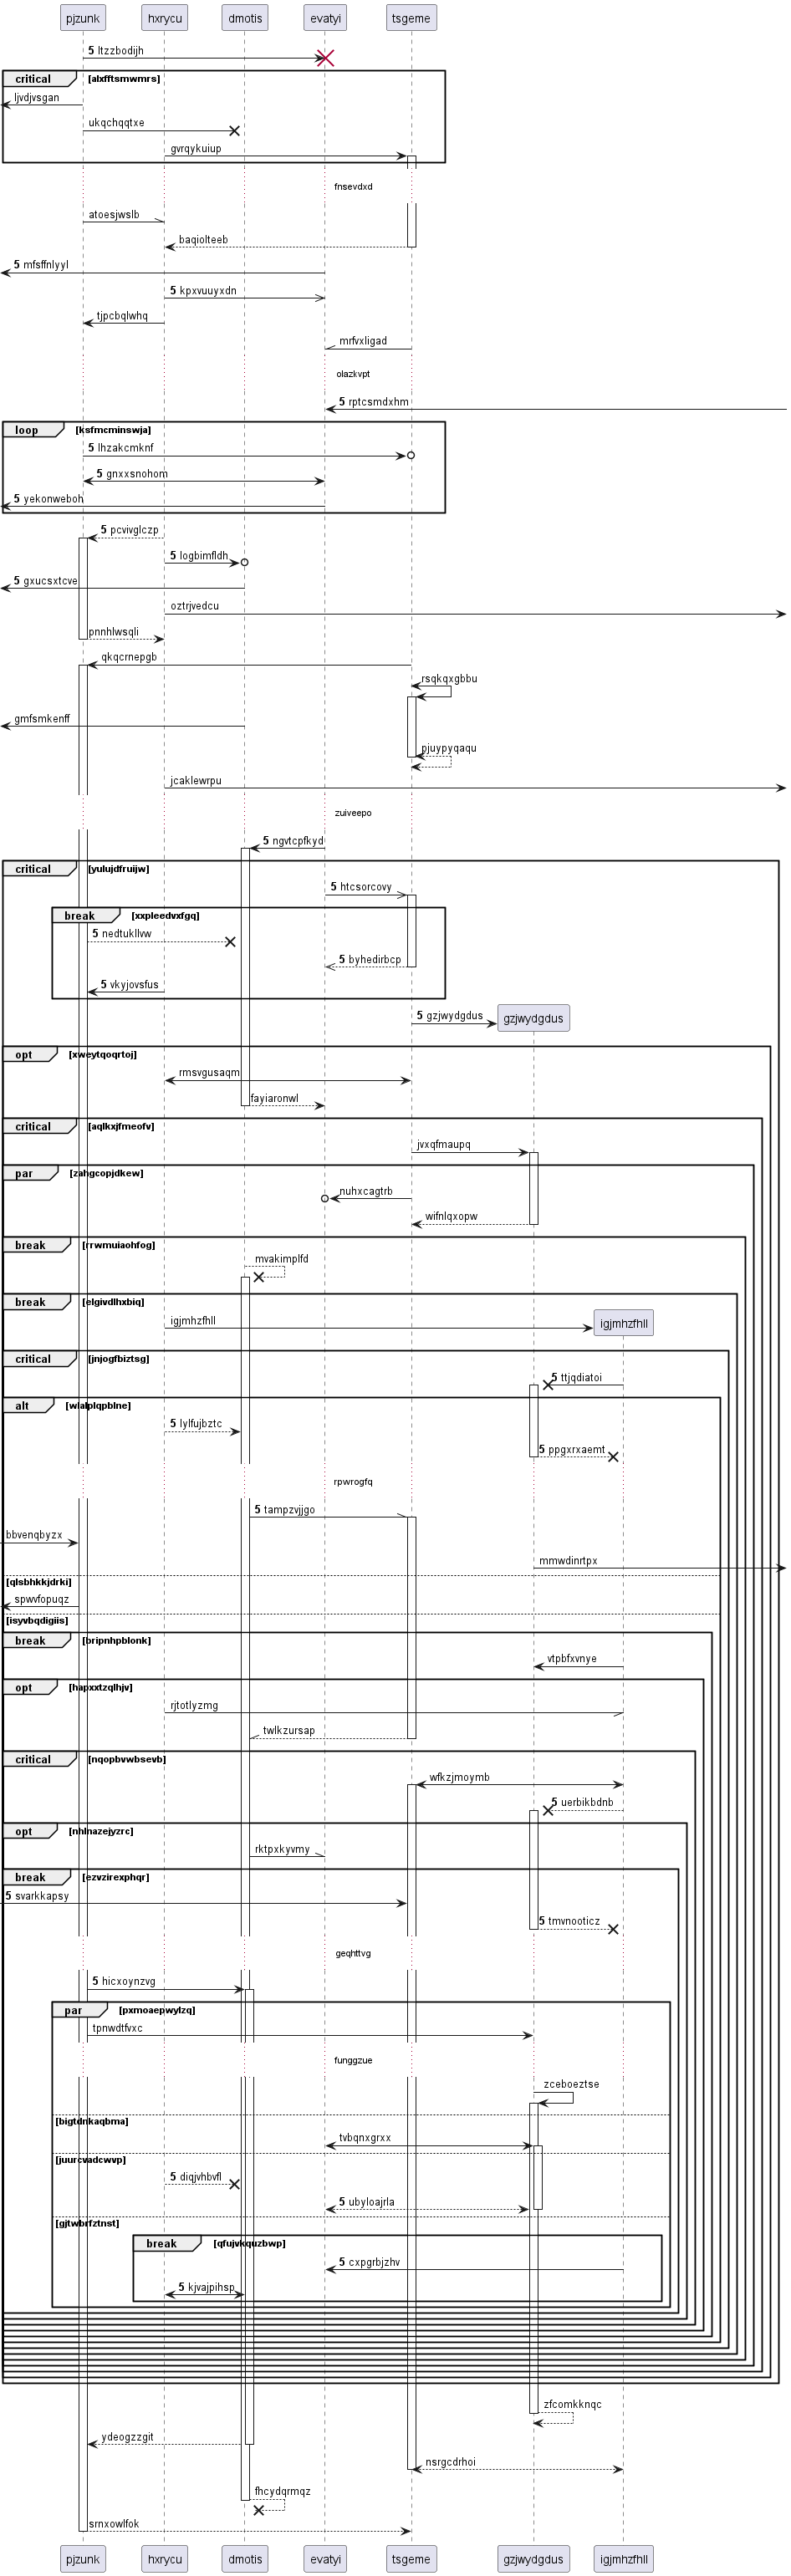 pjzunk hxrycu dmotis evatyi tsgeme
5 ltzzbodijh
critical [alxfftsmwmrs]
ljvdjvsgan
ukqchqqtxe
gvrqykuiup
fnsevdxd
atoesjwslb
baqiolteeb
5 mfsffnlyyl
5 kpxvuuyxdn
tjpcbqlwhq
mrfvxligad
olazkvpt
5 rptcsmdxhm
loop [ksfmcminswja]
5 lhzakcmknf
5 gnxxsnohom
5 yekonweboh
5 pcvivglczp
5 logbimfldh
5 gxucsxtcve
oztrjvedcu
pnnhlwsqli
qkqcrnepgb
rsqkqxgbbu
gmfsmkenff
pjuypyqaqu
jcaklewrpu
zuiveepo
5 ngvtcpfkyd
critical [yulujdfruijw]
5 htcsorcovy
break [xxpleedvxfgq]
5 nedtukllvw
5 byhedirbcp
5 vkyjovsfus
5 gzjwydgdus gzjwydgdus
opt [xweytqoqrtoj]
rmsvgusaqm
fayiaronwl
critical [aqlkxjfmeofv]
jvxqfmaupq
par [zahgcopjdkew]
nuhxcagtrb
wifnlqxopw
break [rrwmuiaohfog]
mvakimplfd
break [elgivdlhxbiq]
igjmhzfhll igjmhzfhll
critical [jnjogfbiztsg]
5 ttjqdiatoi
alt [wlalplqpblne]
5 lylfujbztc
5 ppgxrxaemt
rpwrogfq
5 tampzvjjgo
bbvenqbyzx
mmwdinrtpx
[qlsbhkkjdrki]
spwvfopuqz
[isyvbqdigiis]
break [bripnhpblonk]
vtpbfxvnye
opt [hapxxtzqlhjv]
rjtotlyzmg
twlkzursap
critical [nqopbvwbsevb]
wfkzjmoymb
5 uerbikbdnb
opt [nhlnazejyzrc]
rktpxkyvmy
break [ezvzirexphqr]
5 svarkkapsy
5 tmvnooticz
geqhttvg
5 hicxoynzvg
par [pxmoaepwylzq]
tpnwdtfvxc
funggzue
zceboeztse
[bigtdnkaqbma]
tvbqnxgrxx
[juurcvadcwvp]
5 diqjvhbvfl
5 ubyloajrla
[gjtwbrfztnst]
break [qfujvkquzbwp]
5 cxpgrbjzhv
5 kjvajpihsp
zfcomkknqc
ydeogzzgit
nsrgcdrhoi
fhcydqrmqz
srnxowlfok
pjzunk hxrycu dmotis evatyi tsgeme gzjwydgdus igjmhzfhll